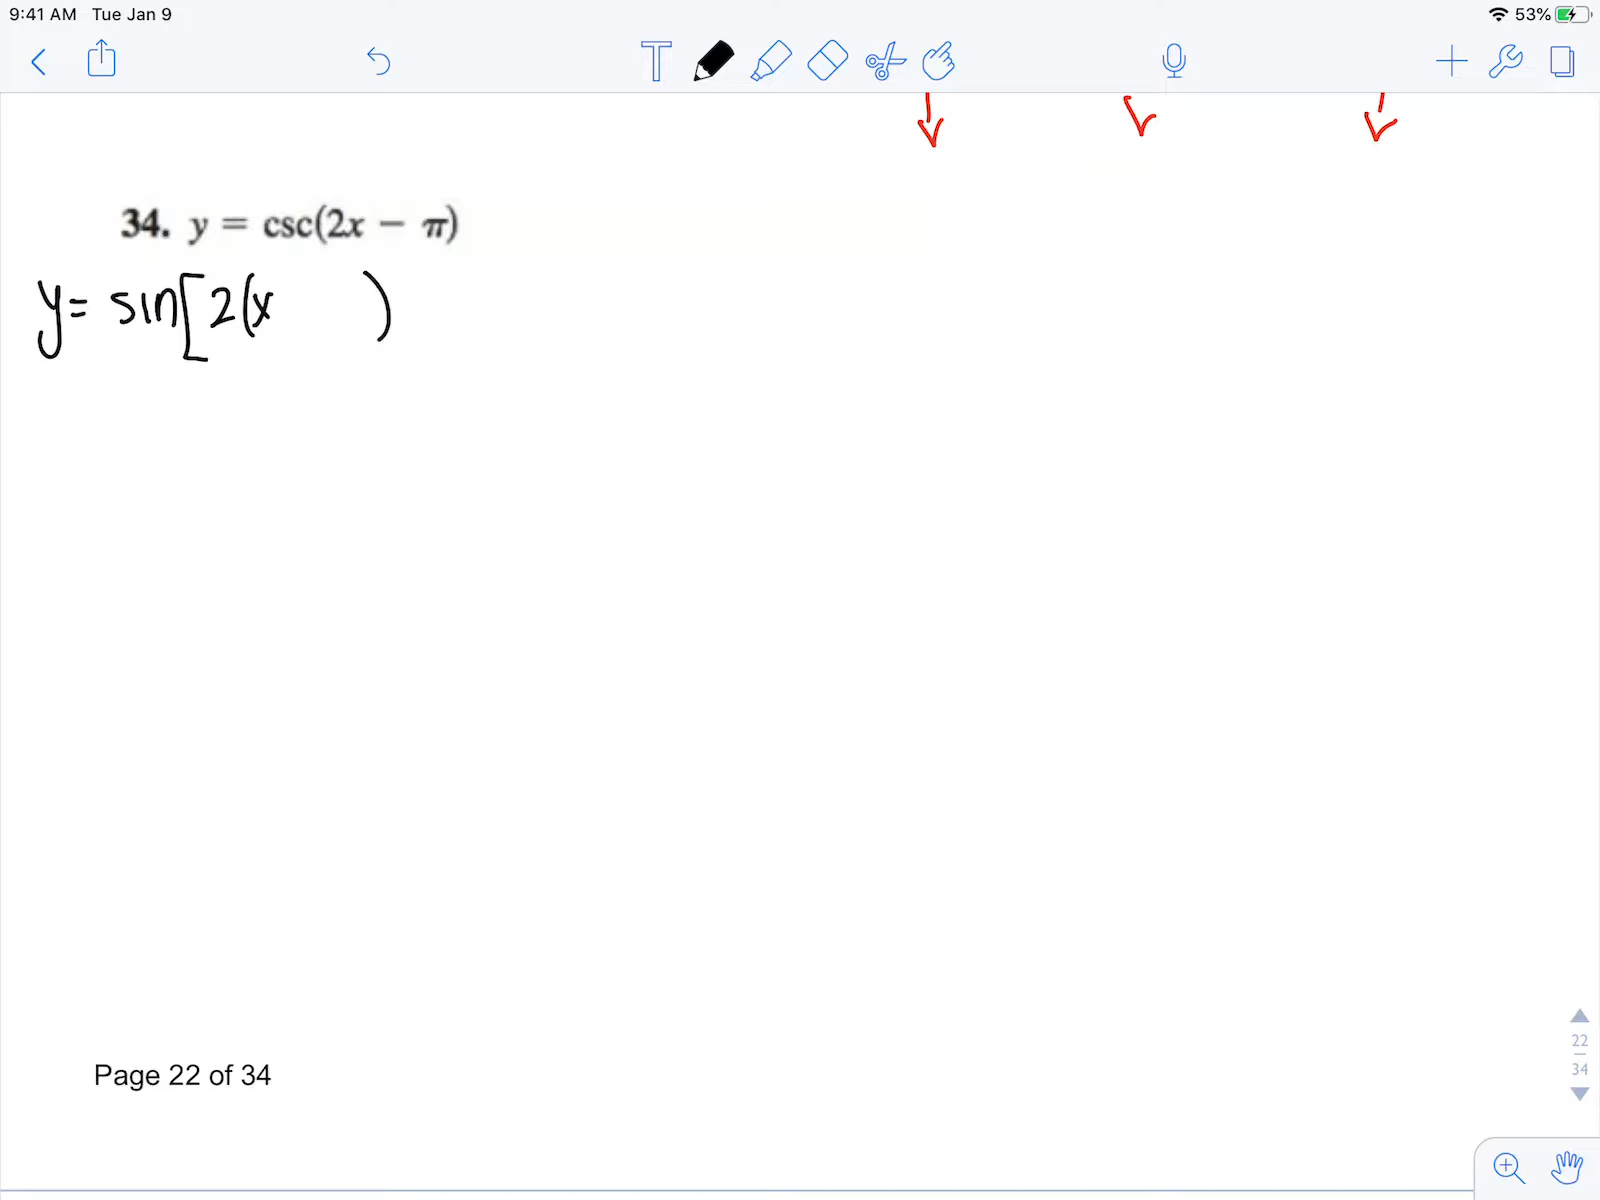 9:41 AM Tue Jan 9 53%
34. y = csc(2x − π)
y= sin[2(x )
Page 22 of 34
22
34